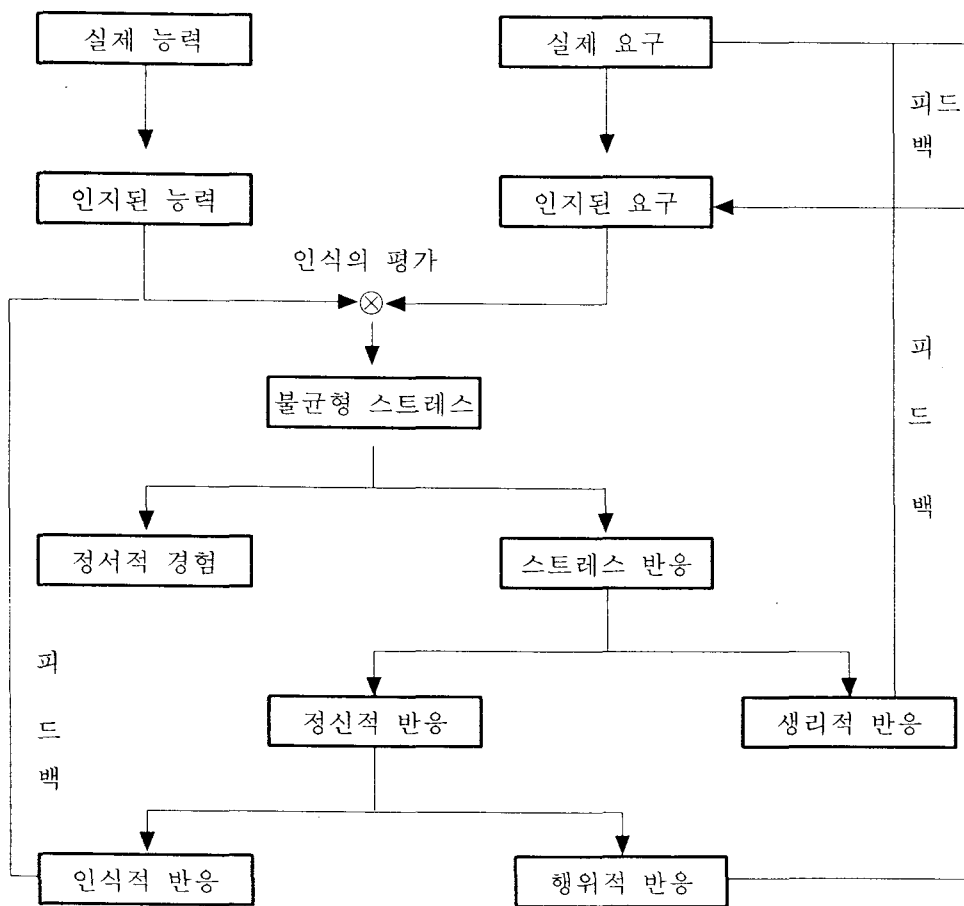 실제 능력
실제 요구
피드
백
인지된 능력
인지된 요구
인식의 평가
피
드
백
불균형 스트레스
정서적 경험
스트레스 반응
피
드
백
정신적 반응
생리적 반응
인식적 반응
행위적 반응